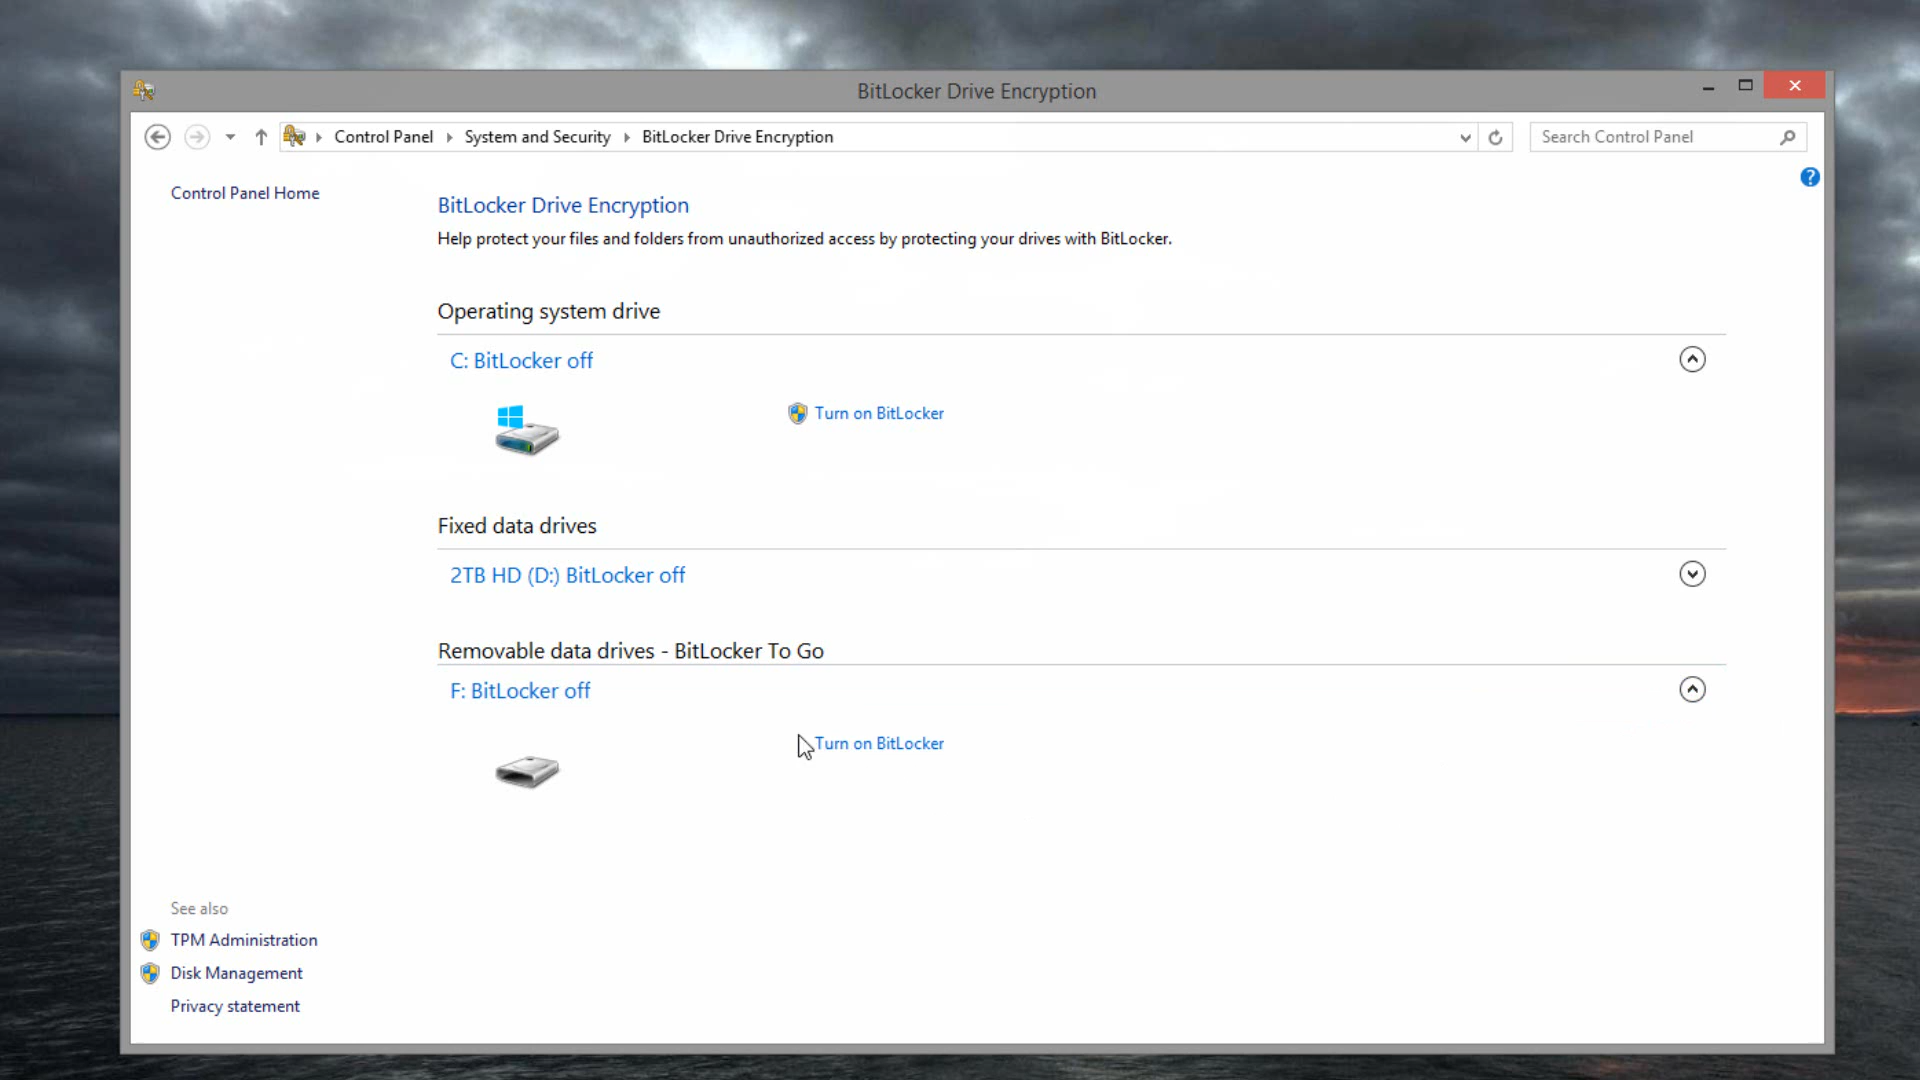 BitLocker Drive Encryption
Control Panel System and Security BitLocker Drive Encryption
Search Control Panel
Control Panel Home
BitLocker Drive Encryption
Help protect your files and folders from unauthorized access by protecting your drives with BitLocker.
Operating system drive
C: BitLocker off
Turn on BitLocker
Fixed data drives
2TB HD (D:) BitLocker off
Removable data drives - BitLocker To Go
F: BitLocker off
Turn on BitLocker
See also
TPM Administration
Disk Management
Privacy statement